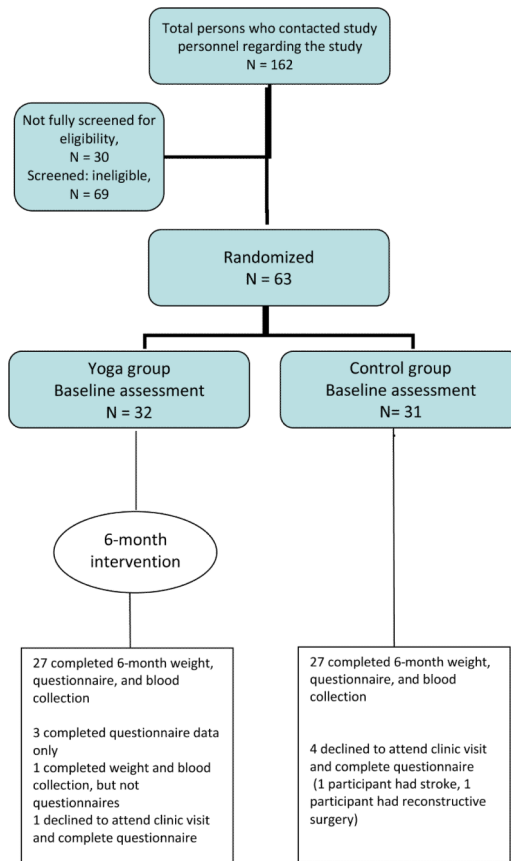 Total persons who contacted study
personnel regarding the study
N = 162
Not fully screened for
eligibility,
N = 30
Screened: ineligible,
N = 69
Randomized
N = 63
Yoga group
Baseline assessment
N = 32
Control group
Baseline assessment
N= 31
6-month
intervention
27 completed 6-month weight,
questionnaire, and blood
collection
3 completed questionnaire data
only
1 completed weight and blood
collection, but not
questionnaires
1 declined to attend clinic visit
and complete questionnaire
27 completed 6-month weight,
questionnaire, and blood
collection
4 declined to attend clinic visit
and complete questionnaire
(1 participant had stroke, 1
participant had reconstructive
surgery)